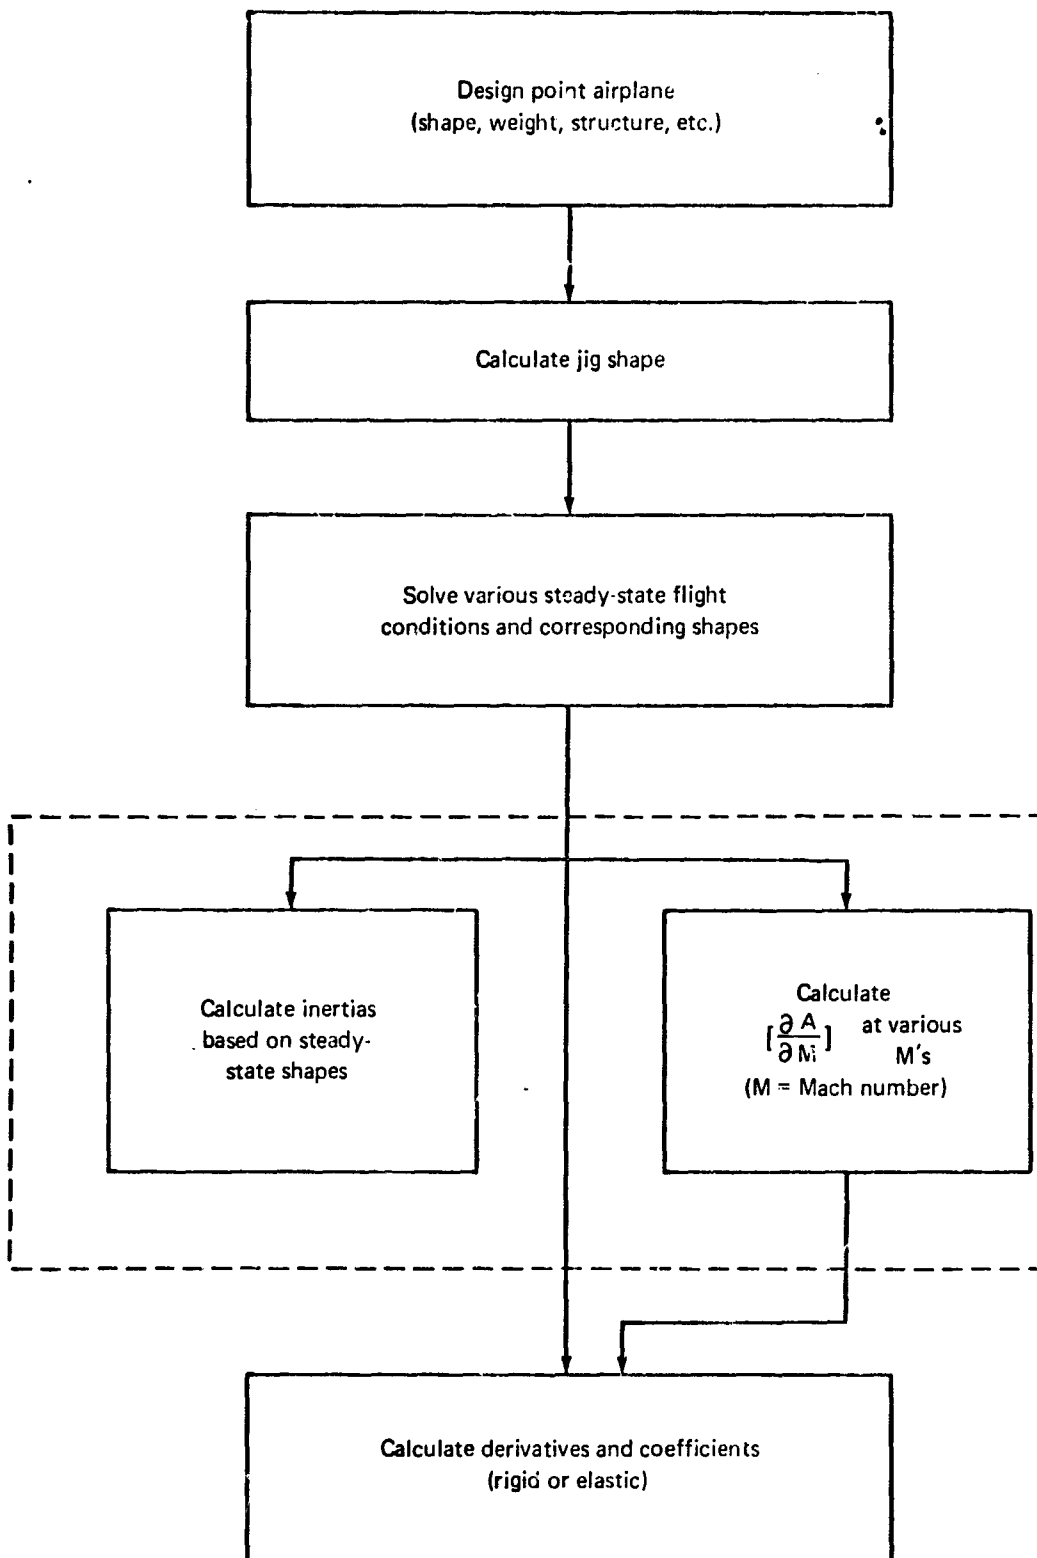 Design point airplane
(shape, weight, structure, etc.)
Calculate jig shape
Solve various steady-state flight
conditions and corresponding shapes
Calculate inertias
based on steady-
state shapes
Calculate
[∂A/∂M] at various
M's
(M = Mach number)
Calculate derivatives and coefficients
(rigid or elastic)